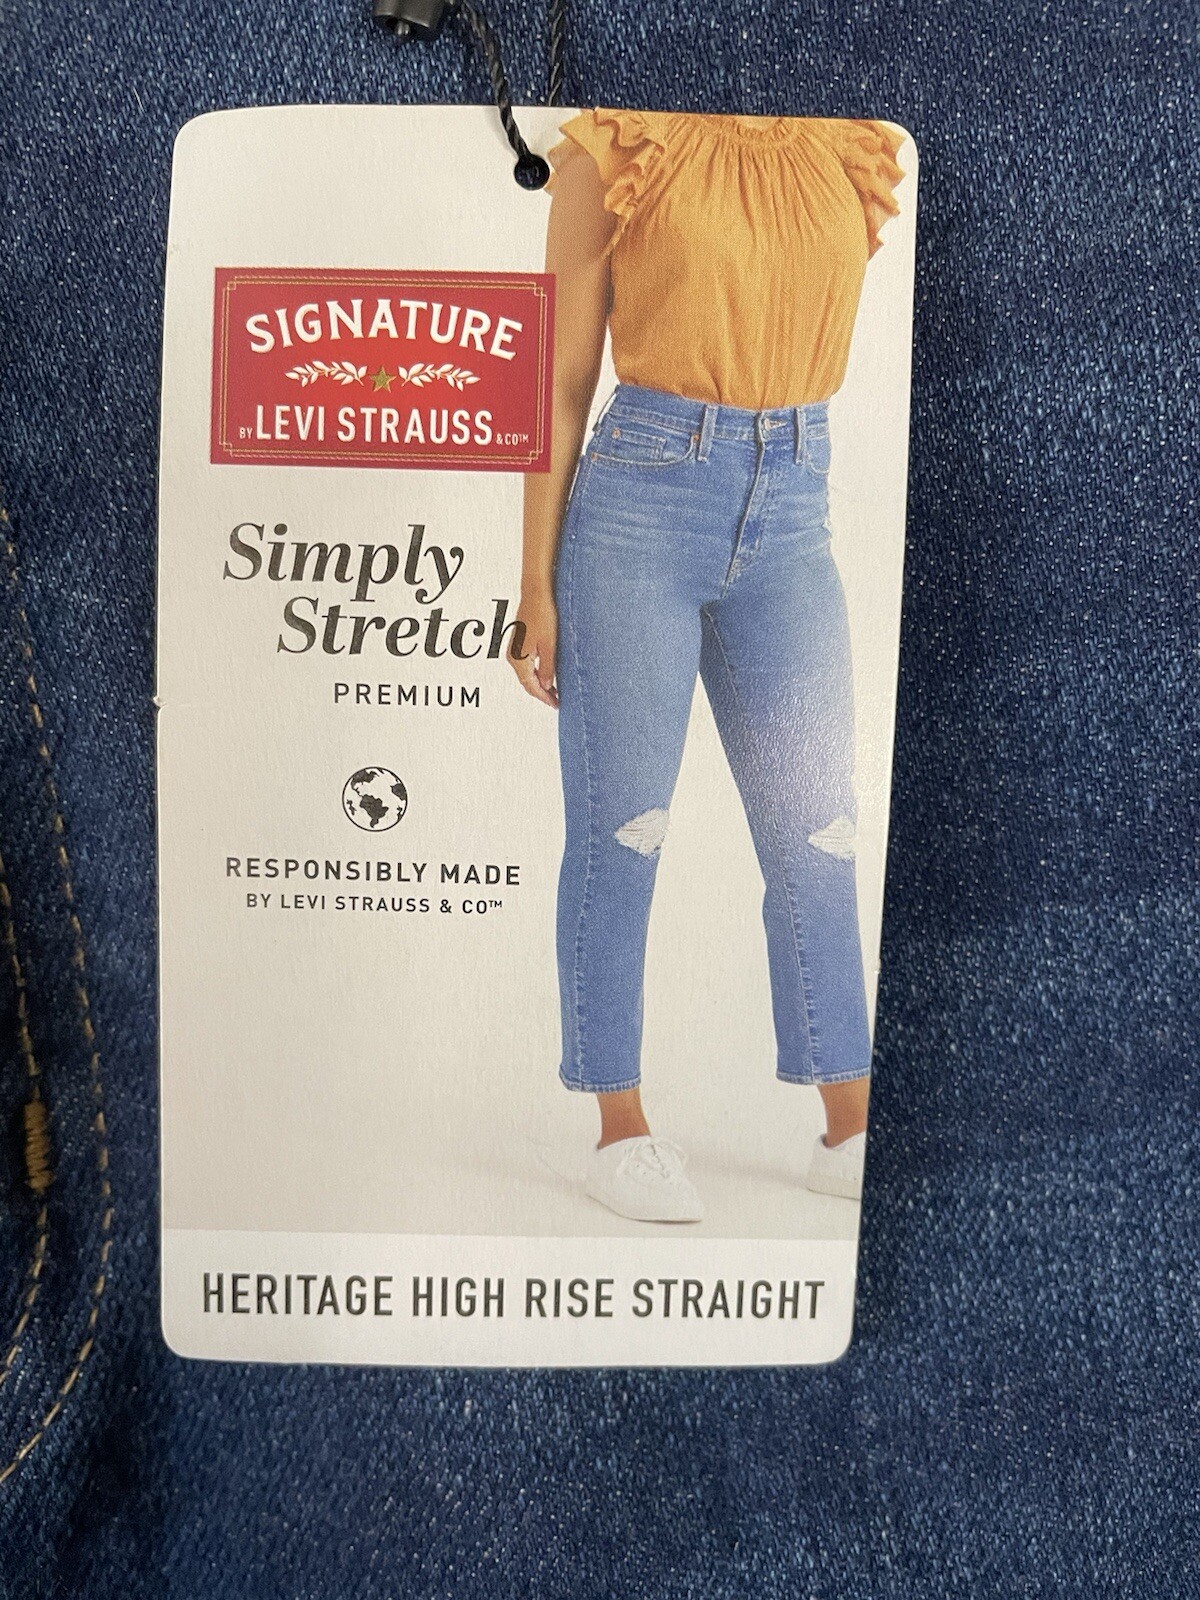 SIGNATURE
BY LEVI STRAUSS & CO™
Simply
Stretch
PREMIUM
RESPONSIBLY MADE
BY LEVI STRAUSS & CO™
HERITAGE HIGH RISE STRAIGHT